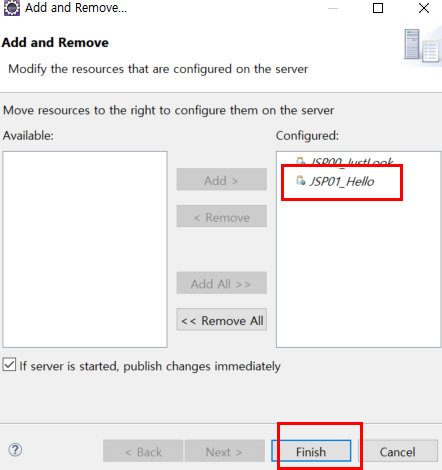 Add and Remove...
Add and Remove
Modify the resources that are configured on the server
Move resources to the right to configure them on the server
Available:
Configured:
JSP00_JustLook
JSP01_Hello
Add >
< Remove
Add All >>
<< Remove All
If server is started, publish changes immediately
?
< Back
Next >
Finish
Cancel